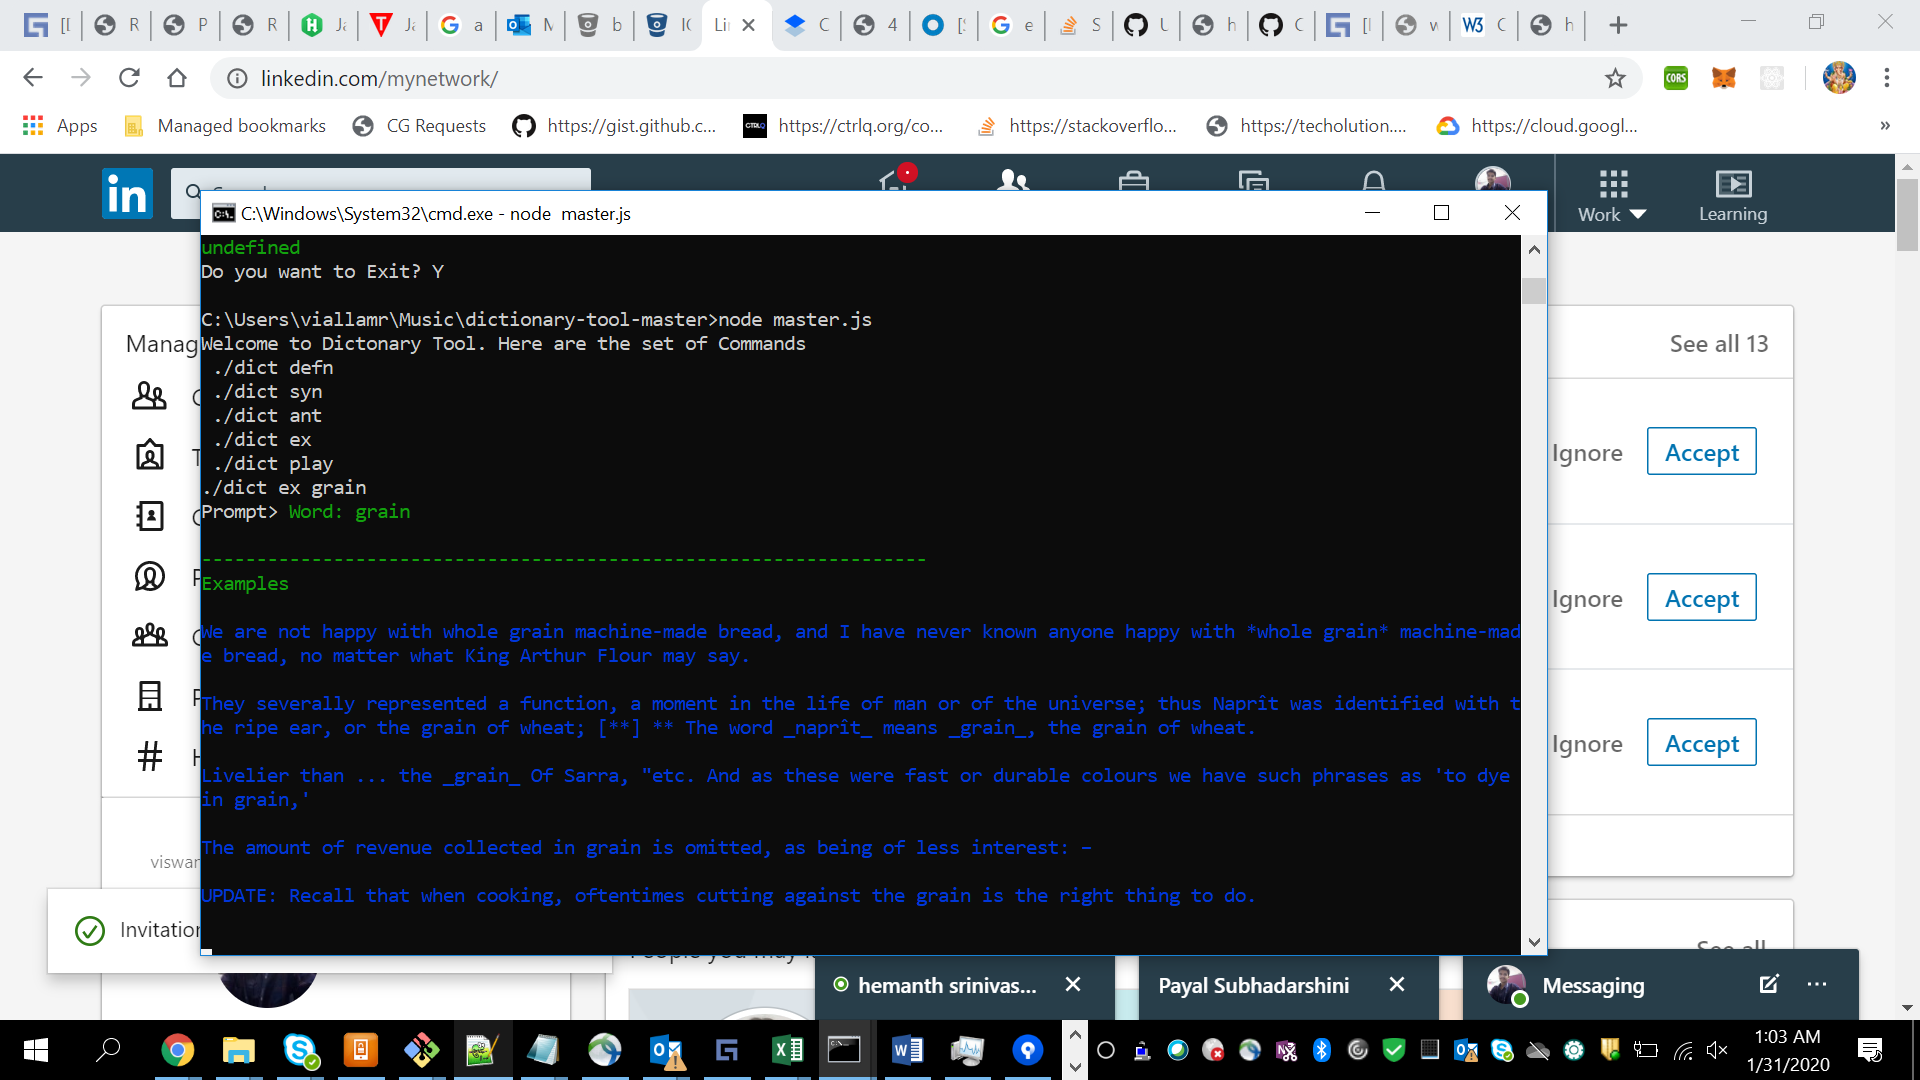 linkedin.com/mynetwork/
Apps
Managed bookmarks
CG Requests
https://gist.github.c...
https://ctrlq.org/co...
https://stackoverflo...
https://techolution....
https://cloud.googl...
»
in
Work
Learning
C:\Windows\System32\cmd.exe - node  master.js
undefined
Do you want to Exit? Y
C:\Users\viallamr\Music\dictionary-tool-master>node master.js
Welcome to Dictonary Tool. Here are the set of Commands
./dict defn
./dict syn
./dict ant
./dict ex
./dict play
./dict ex grain
Prompt> Word: grain
------------------------------------------------------------------
Examples
We are not happy with whole grain machine-made bread, and I have never known anyone happy with *whole grain* machine-mad
e bread, no matter what King Arthur Flour may say.
They severally represented a function, a moment in the life of man or of the universe; thus Naprît was identified with t
he ripe ear, or the grain of wheat; [**] ** The word _naprît_ means _grain_, the grain of wheat.
Livelier than ... the _grain_ Of Sarra, "etc. And as these were fast or durable colours we have such phrases as 'to dye
in grain,'
The amount of revenue collected in grain is omitted, as being of less interest: —
UPDATE: Recall that when cooking, oftentimes cutting against the grain is the right thing to do.
Manag
See all 13
Ignore
Accept
Ignore
Accept
Ignore
Accept
viswar
Invitation
See all
People you may
hemanth srinivas...
Payal Subhadarshini
Messaging
1:03 AM
1/31/2020